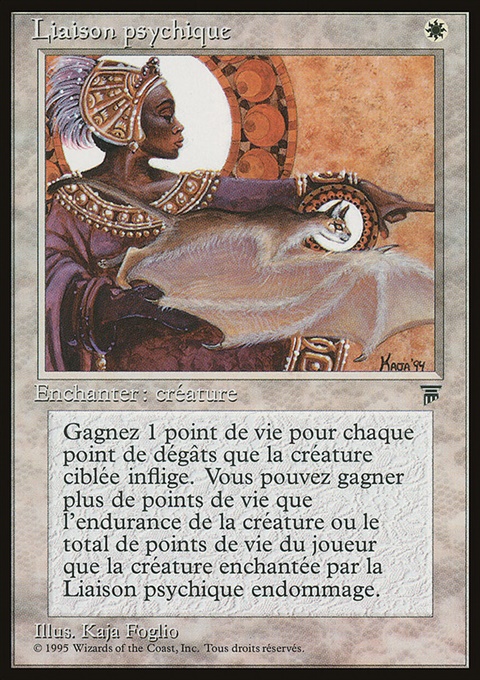 Liaison psychique
KAJA '94
Enchanter : créature
Gagnez 1 point de vie pour chaque
point de dégâts que la créature
ciblée inflige. Vous pouvez gagner
plus de points de vie que
l'endurance de la créature ou le
total de points de vie du joueur
que la créature enchantée par la
Liaison psychique endommage.
Illus. Kaja Foglio
© 1995 Wizards of the Coast, Inc. Tous droits réservés.